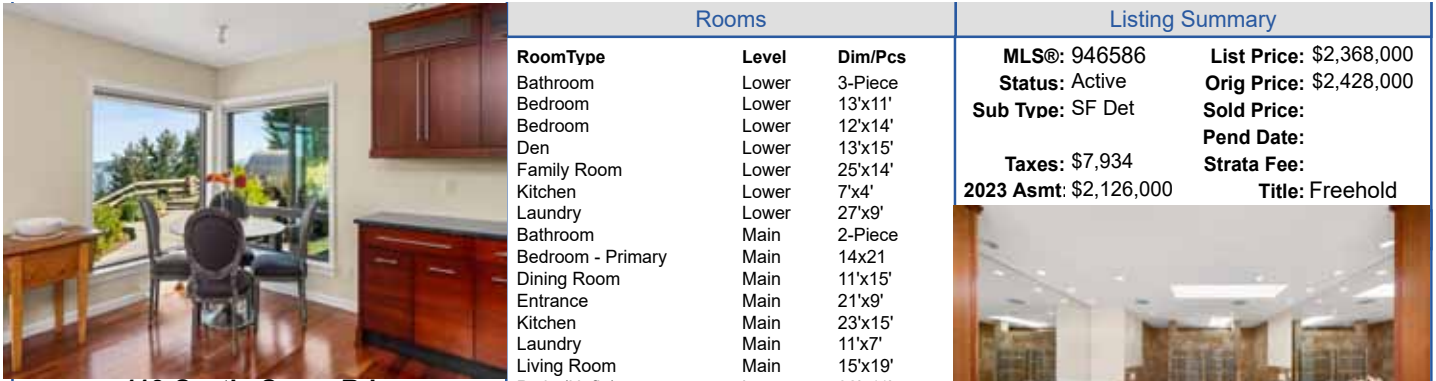 Rooms
RoomType Level Dim/Pcs
Bathroom Lower 3-Piece
Bedroom Lower 13'x11'
Bedroom Lower 12'x14'
Den Lower 13'x15'
Family Room Lower 25'x14'
Kitchen Lower 7'x4'
Laundry Lower 27'x9'
Bathroom Main 2-Piece
Bedroom - Primary Main 14x21
Dining Room Main 11'x15'
Entrance Main 21'x9'
Kitchen Main 23'x15'
Laundry Main 11'x7'
Living Room Main 15'x19'
Listing Summary
MLS®: 946586 List Price: $2,368,000
Status: Active Orig Price: $2,428,000
Sub Type: SF Det Sold Price:
Pend Date:
Taxes: $7,934 Strata Fee:
2023 Asmt: $2,126,000 Title: Freehold